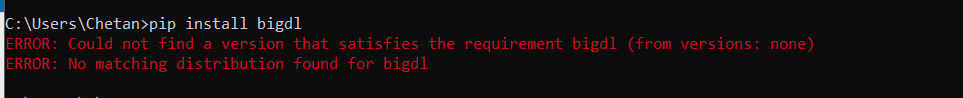 C:\Users\Chetan>pip install bigdl
ERROR: Could not find a version that satisfies the requirement bigdl (from versions: none)
ERROR: No matching distribution found for bigdl